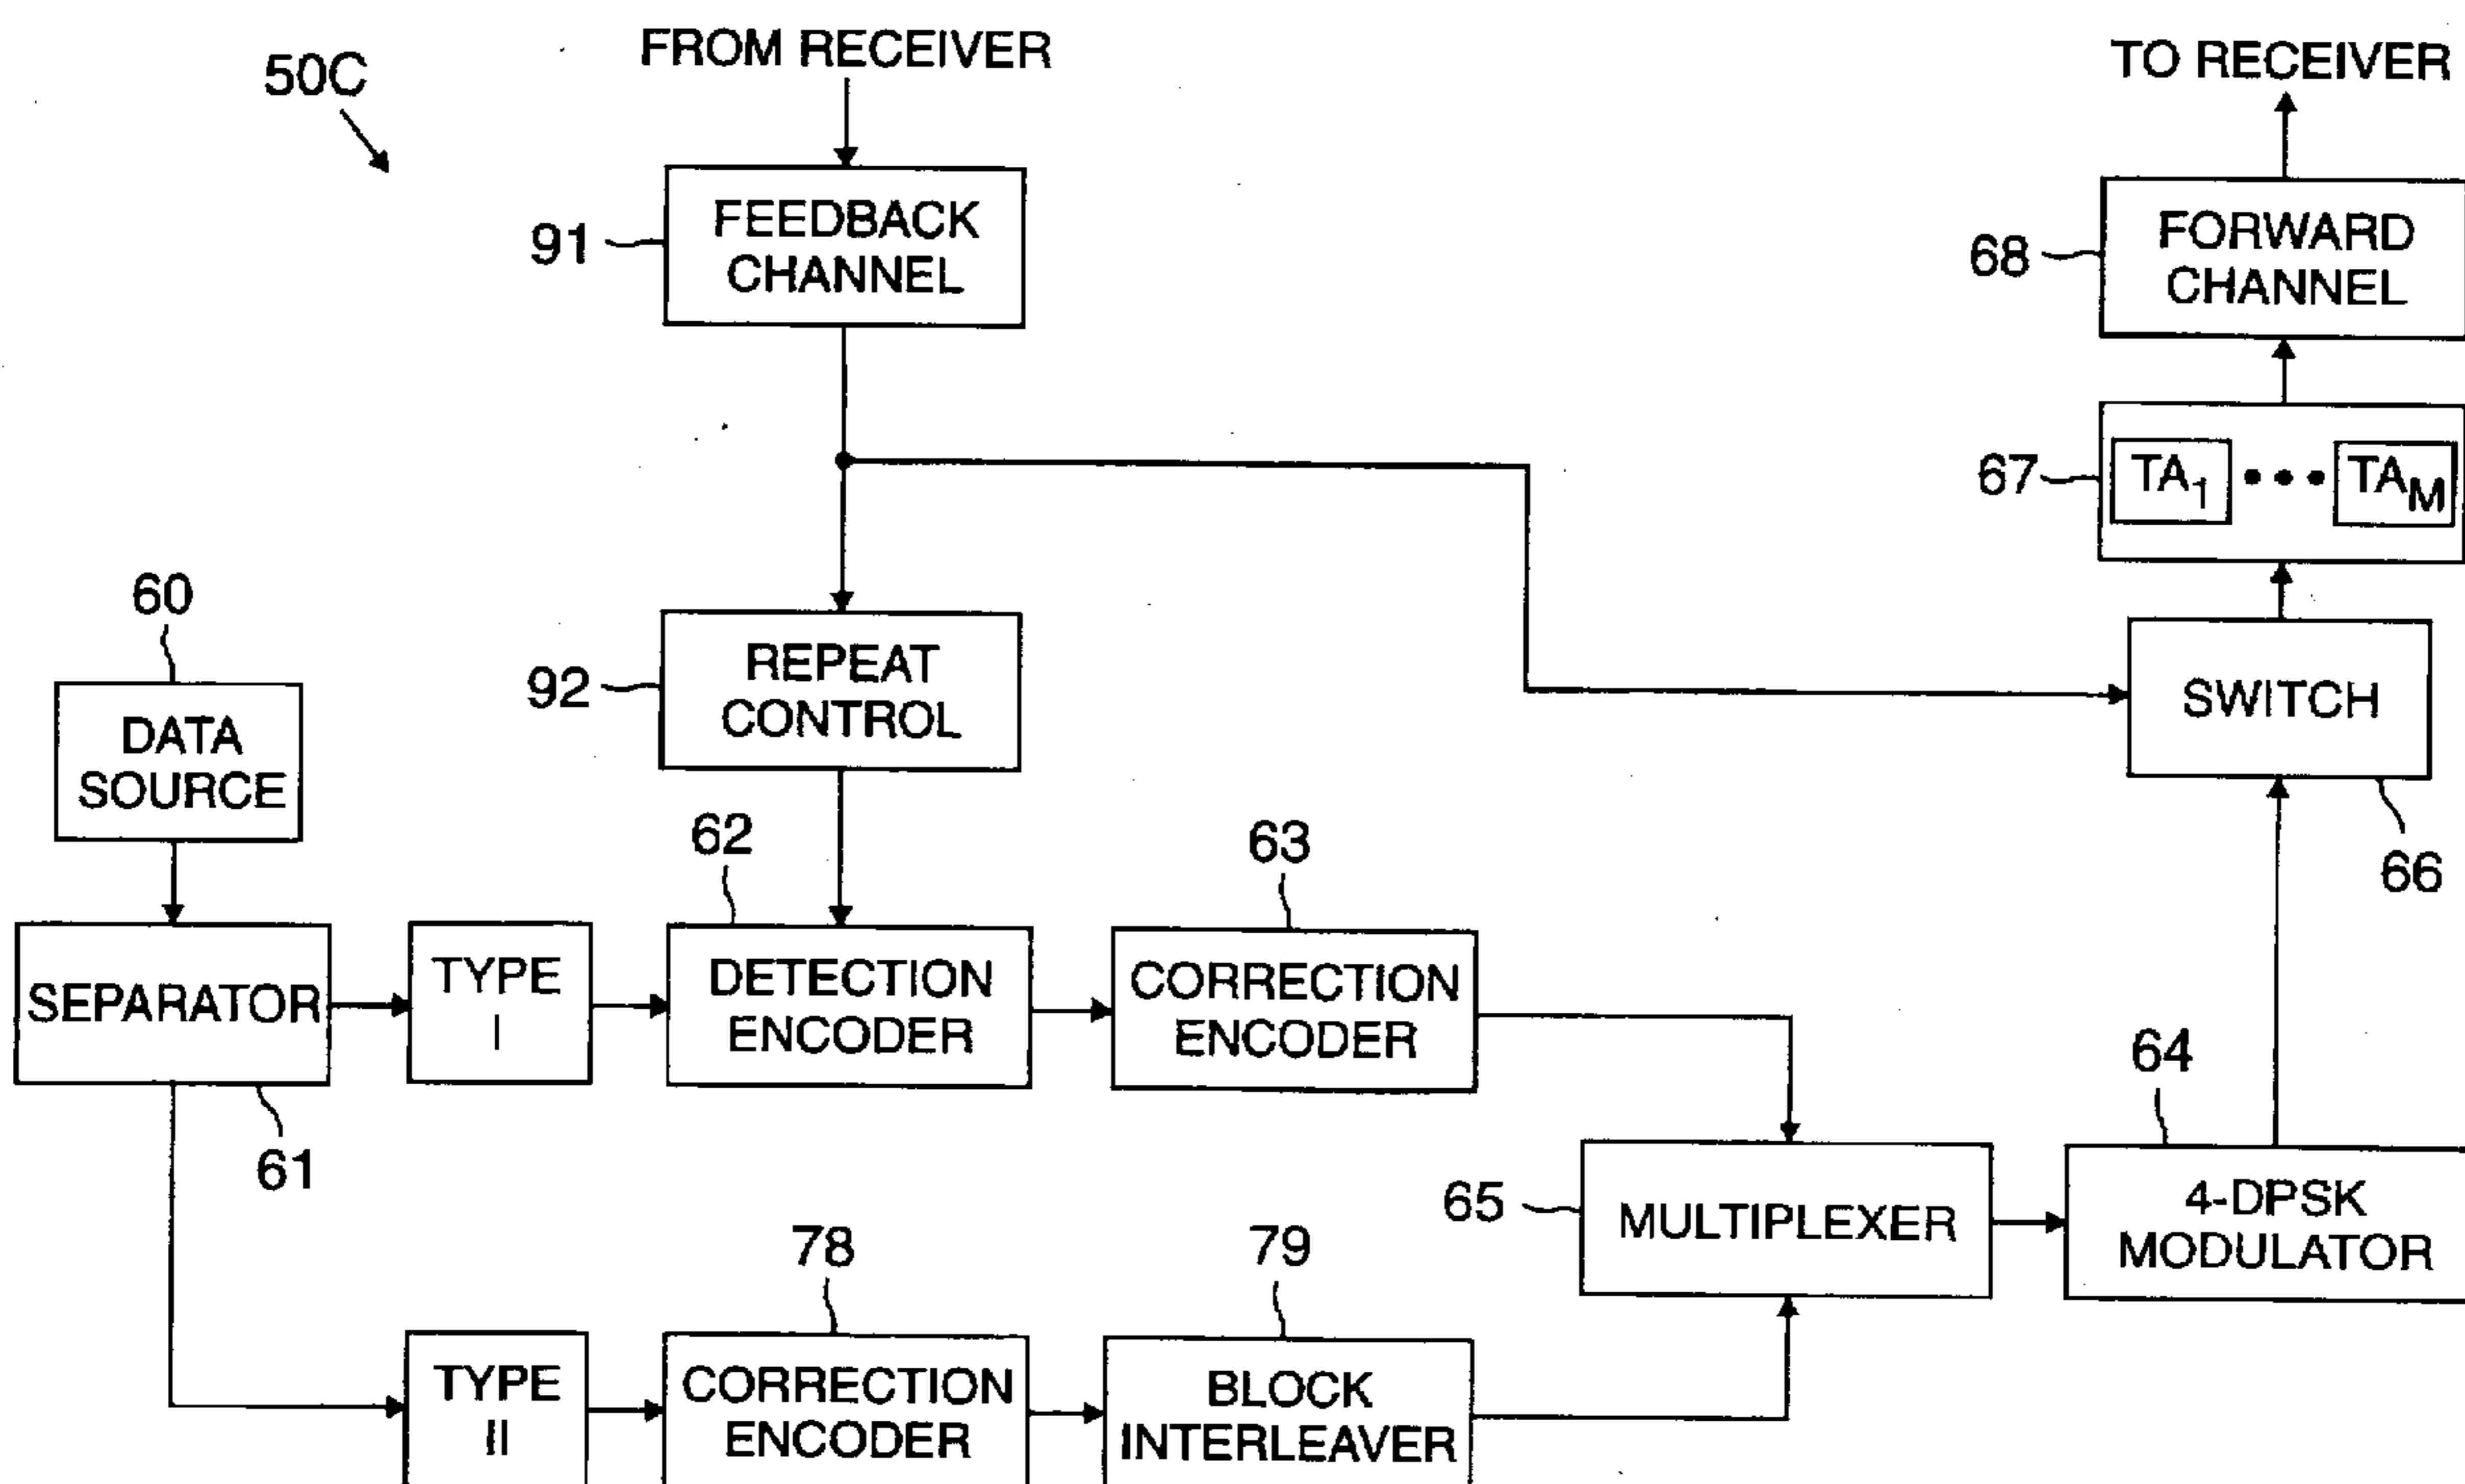 50C
FROM RECEIVER
TO RECEIVER
91
FEEDBACK
CHANNEL
68
FORWARD
CHANNEL
67
TA1 • • • TAM
60
DATA
SOURCE
92
REPEAT
CONTROL
SWITCH
66
62
63
SEPARATOR
61
TYPE
I
DETECTION
ENCODER
CORRECTION
ENCODER
64
65
MULTIPLEXER
4-DPSK
MODULATOR
78
79
TYPE
II
CORRECTION
ENCODER
BLOCK
INTERLEAVER